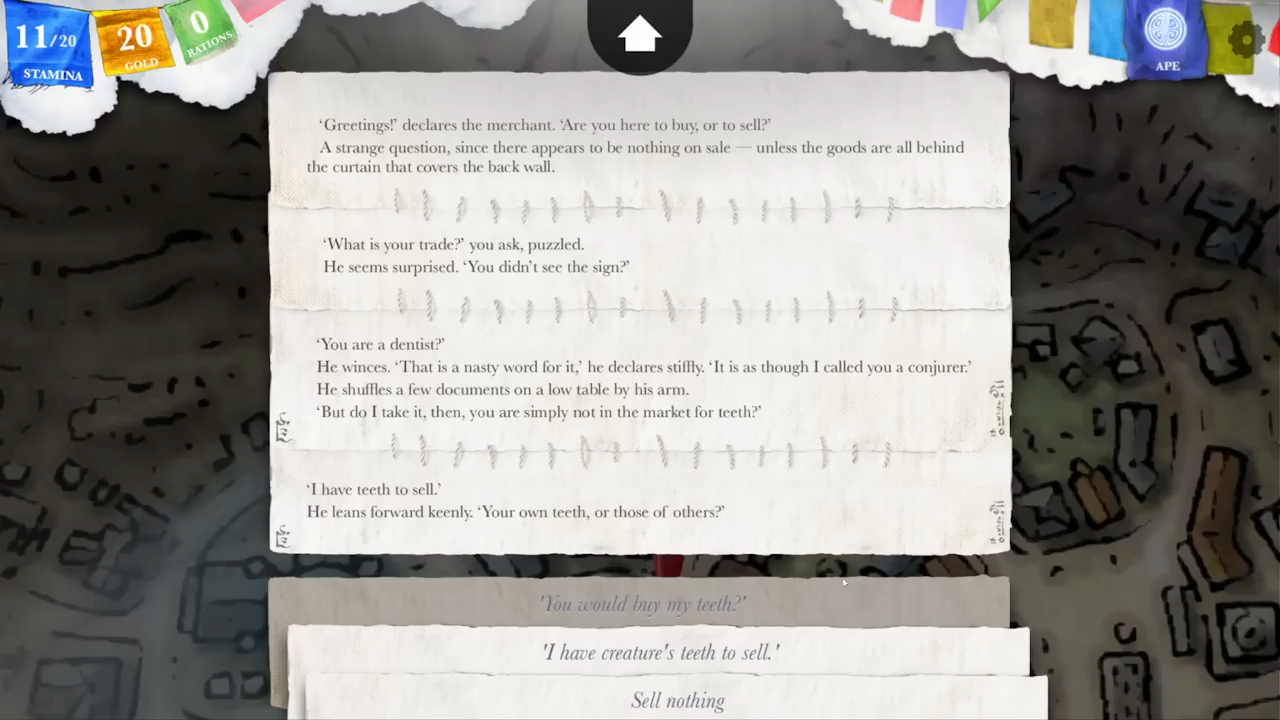 11/20
STAMINA
20
GOLD
0
RATIONS
APE
‘Greetings!’ declares the merchant. ‘Are you here to buy, or to sell?’
A strange question, since there appears to be nothing on sale — unless the goods are all behind
the curtain that covers the back wall.
‘What is your trade?’ you ask, puzzled.
He seems surprised. ‘You didn’t see the sign?’
‘You are a dentist?’
He winces. ‘That is a nasty word for it,’ he declares stiffly. ‘It is as though I called you a conjurer.’
He shuffles a few documents on a low table by his arm.
‘But do I take it, then, you are simply not in the market for teeth?’
‘I have teeth to sell.’
He leans forward keenly. ‘Your own teeth, or those of others?’
'You would buy my teeth?'
'I have creature's teeth to sell.'
Sell nothing